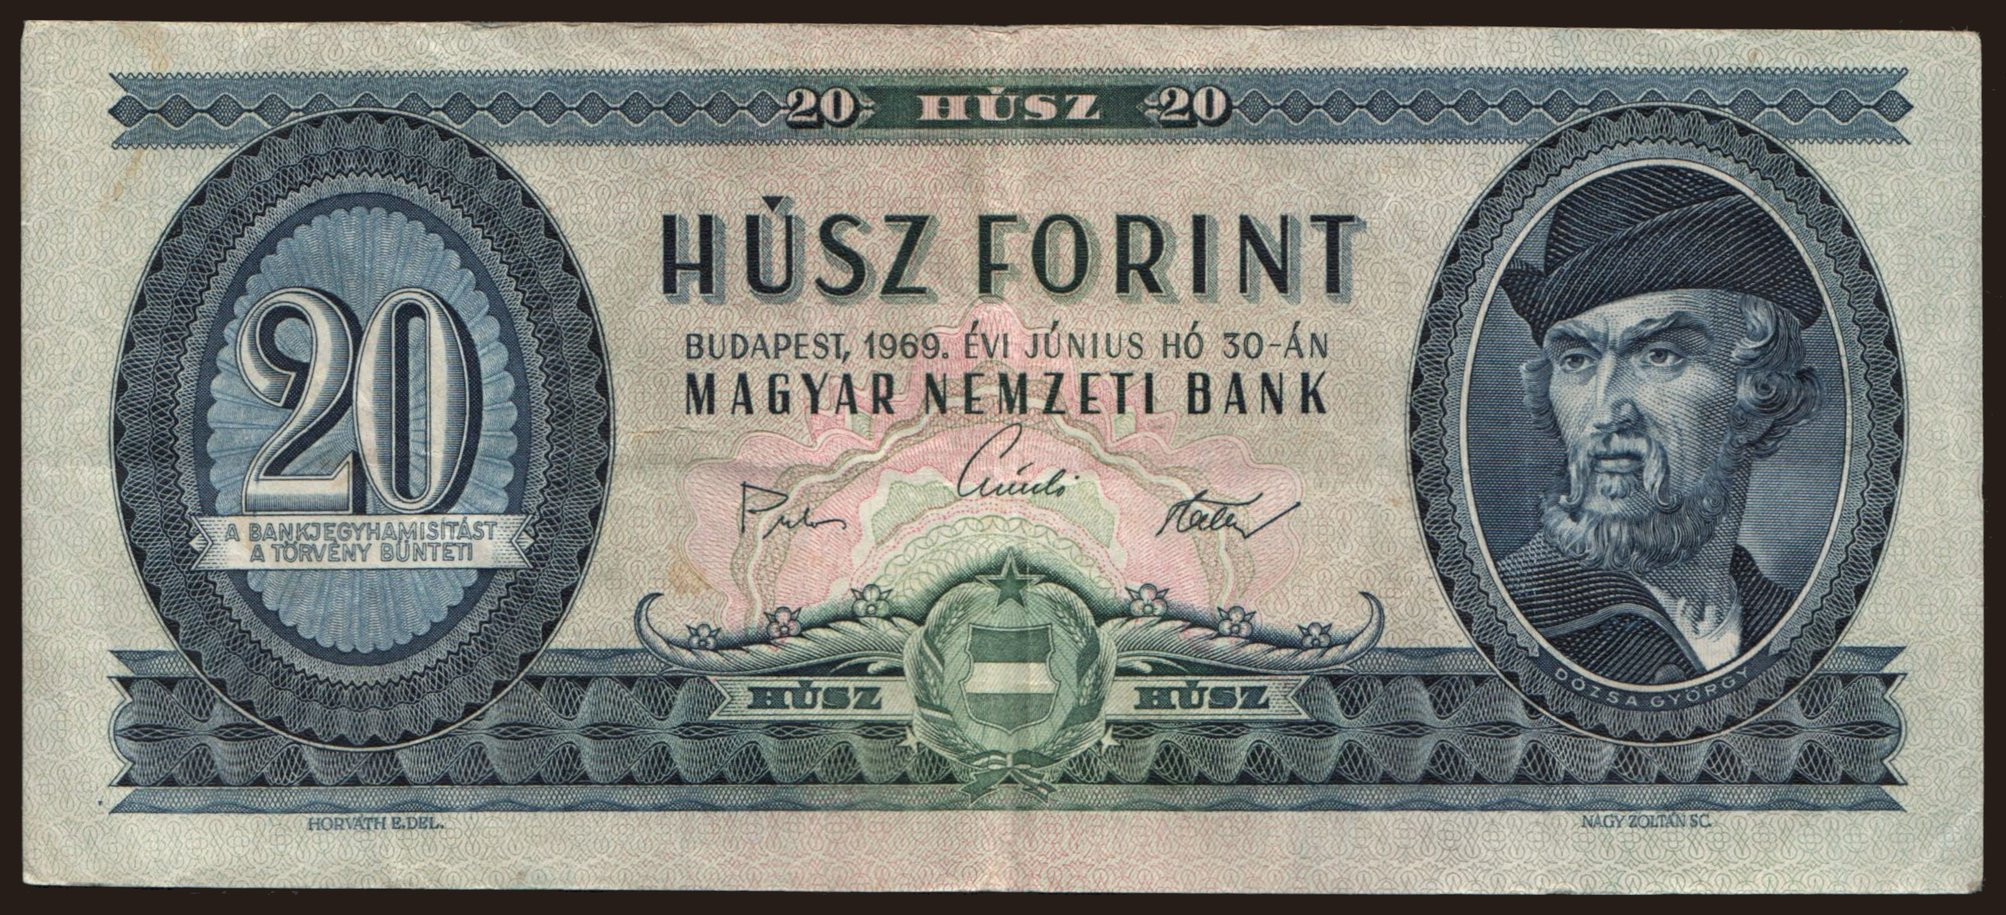 20 HÚSZ 20
HÚSZ FORINT
BUDAPEST, 1969. ÉVI JÚNIUS HÓ 30-ÁN
MAGYAR NEMZETI BANK
20
A BANKJEGYHAMISÍTÁST
A TÖRVÉNY BÜNTETI
HÚSZ HÚSZ
DÓZSA GYÖRGY
HORVÁTH E. DEL.
NAGY ZOLTÁN SC.